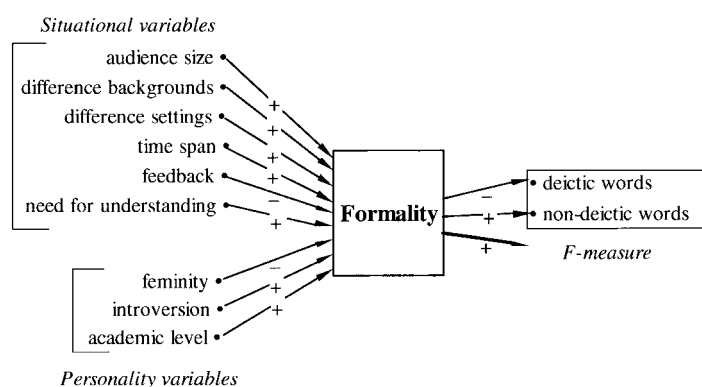 Situational variables
audience size
difference backgrounds
difference settings
time span
feedback
need for understanding
+
+
+
+
−
+
Formality
−
+
+
deictic words
non-deictic words
F-measure
feminity
introversion
academic level
−
+
+
Personality variables